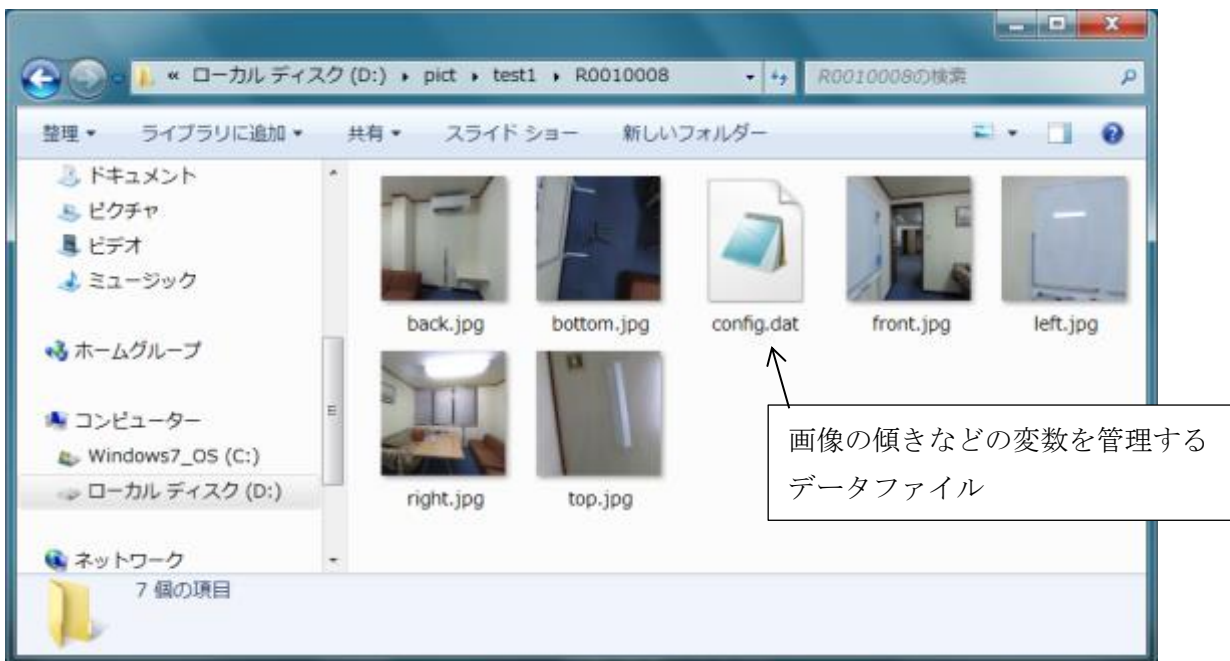 « ローカル ディスク (D:) ▸ pict ▸ test1 ▸ R0010008
R0010008の検索
整理 ライブラリに追加 共有 スライド ショー 新しいフォルダー
ドキュメント
ピクチャ
ビデオ
ミュージック
ホームグループ
コンピューター
Windows7_OS (C:)
ローカル ディスク (D:)
ネットワーク
back.jpg bottom.jpg config.dat front.jpg left.jpg
right.jpg top.jpg
画像の傾きなどの変数を管理する
データファイル
7 個の項目